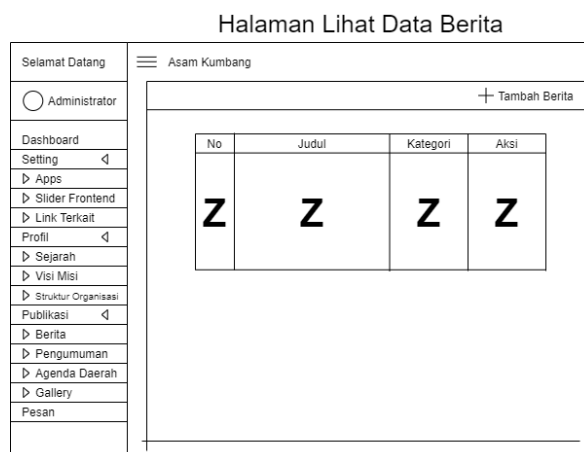 Halaman Lihat Data Berita
Selamat Datang
Asam Kumbang
Administrator
+ Tambah Berita
Dashboard
Setting
Apps
Slider Frontend
Link Terkait
Profil
Sejarah
Visi Misi
Struktur Organisasi
Publikasi
Berita
Pengumuman
Agenda Daerah
Gallery
Pesan
No Judul Kategori Aksi
Z Z Z Z